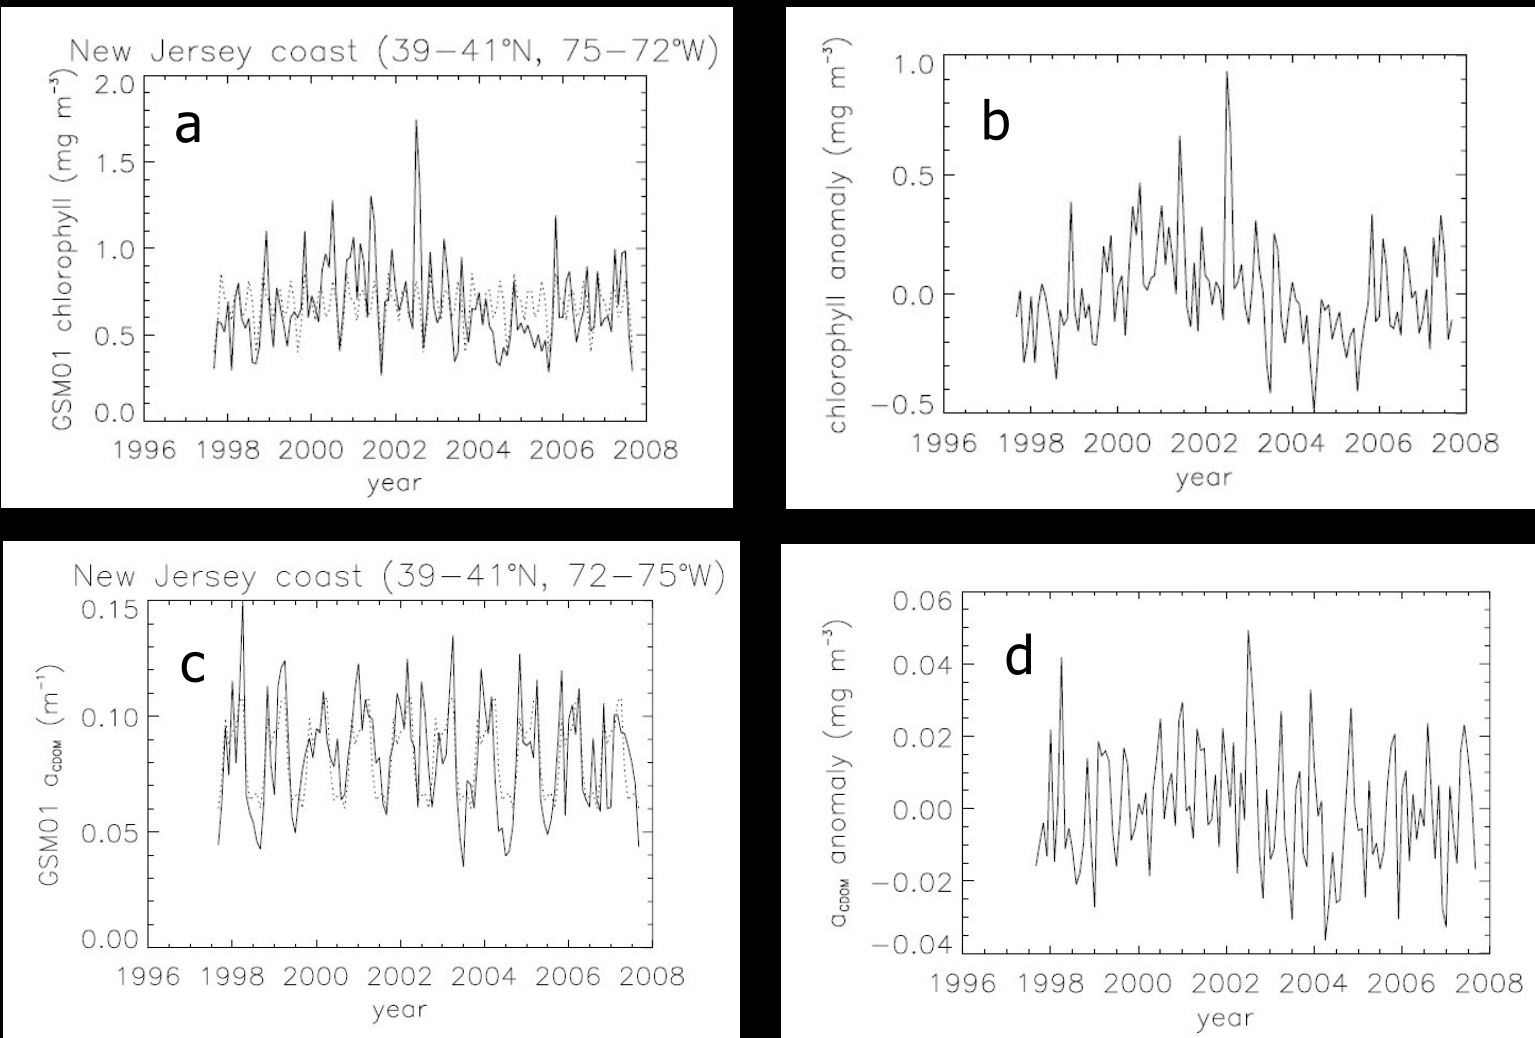 New Jersey coast (39−41°N, 75−72°W)
GSM01 chlorophyll (mg m⁻³)
2.0
1.5
1.0
0.5
0.0
a
1996 1998 2000 2002 2004 2006 2008
year
chlorophyll anomaly (mg m⁻³)
1.0
0.5
0.0
−0.5
b
1996 1998 2000 2002 2004 2006 2008
year
New Jersey coast (39−41°N, 72−75°W)
GSM01 a_CDOM (m⁻¹)
0.15
0.10
0.05
0.00
c
1996 1998 2000 2002 2004 2006 2008
year
a_CDOM anomaly (mg m⁻³)
0.06
0.04
0.02
0.00
−0.02
−0.04
d
1996 1998 2000 2002 2004 2006 2008
year